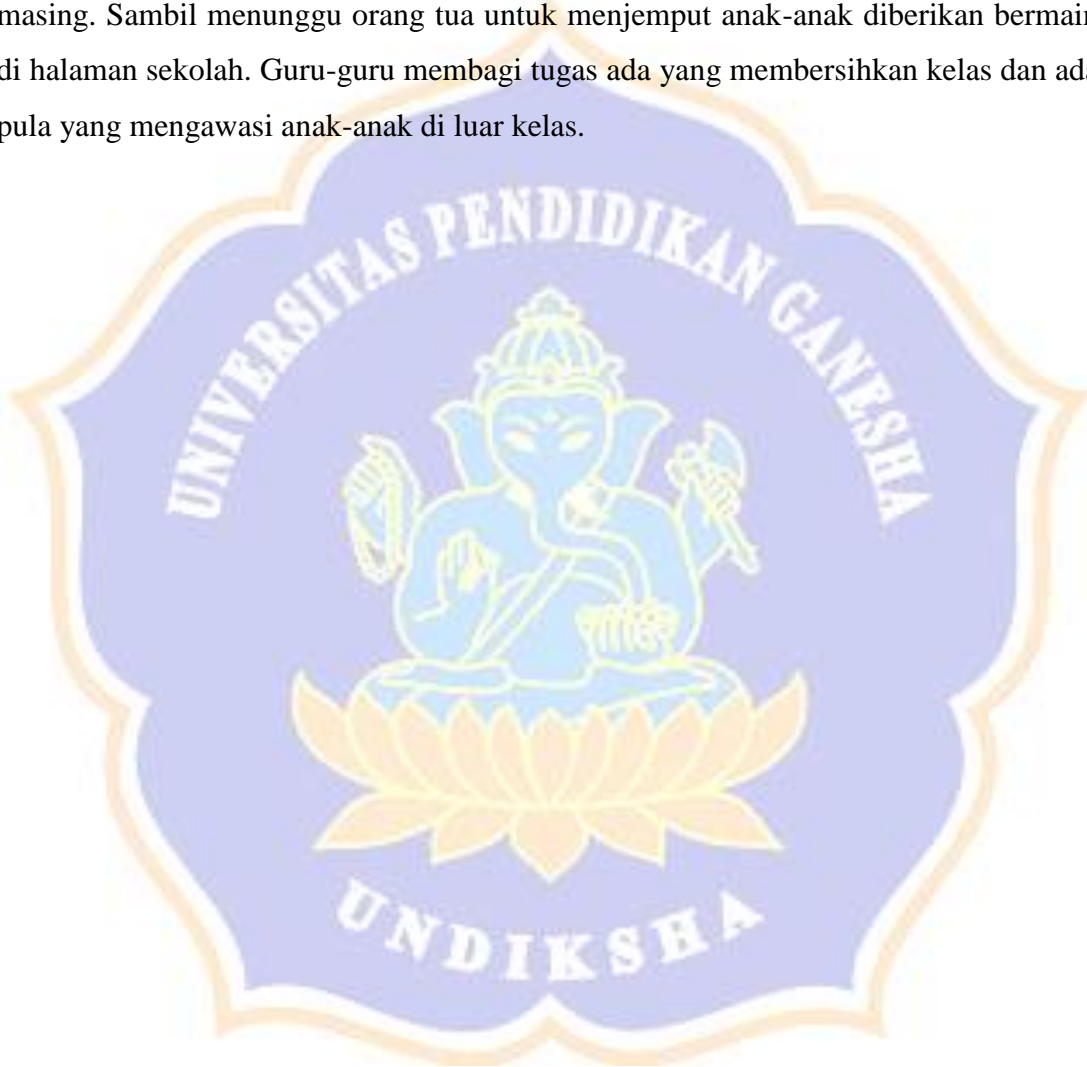 masing. Sambil menunggu orang tua untuk menjemput anak-anak diberikan bermain
di halaman sekolah. Guru-guru membagi tugas ada yang membersihkan kelas dan ada
pula yang mengawasi anak-anak di luar kelas.
UNIVERSITAS PENDIDIKAN GANESHA
UNDIKSHA